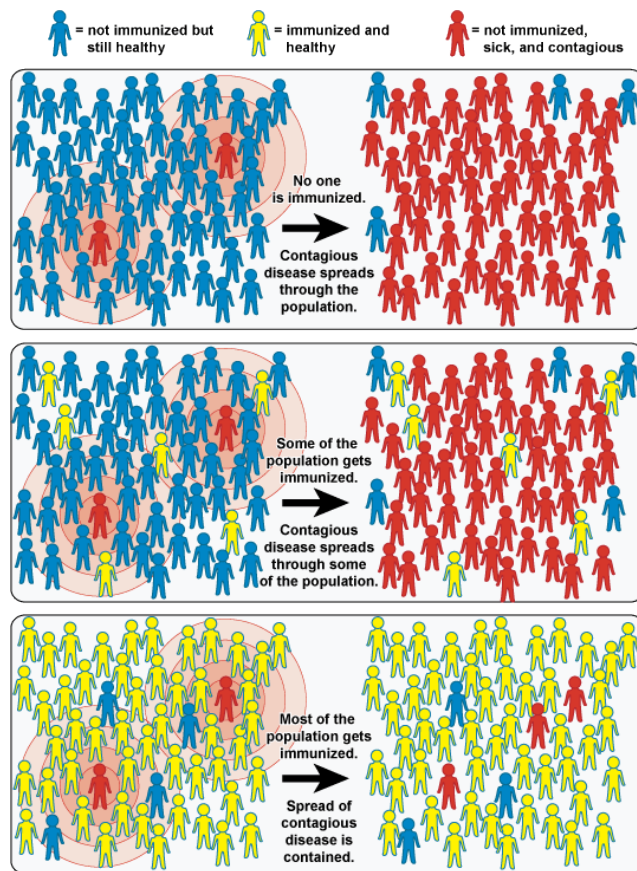 = not immunized but
still healthy
= immunized and
healthy
= not immunized,
sick, and contagious
No one
is immunized.
Contagious
disease spreads
through the
population.
Some of the
population gets
immunized.
Contagious
disease spreads
through some
of the population.
Most of the
population gets
immunized.
Spread of
contagious
disease is
contained.